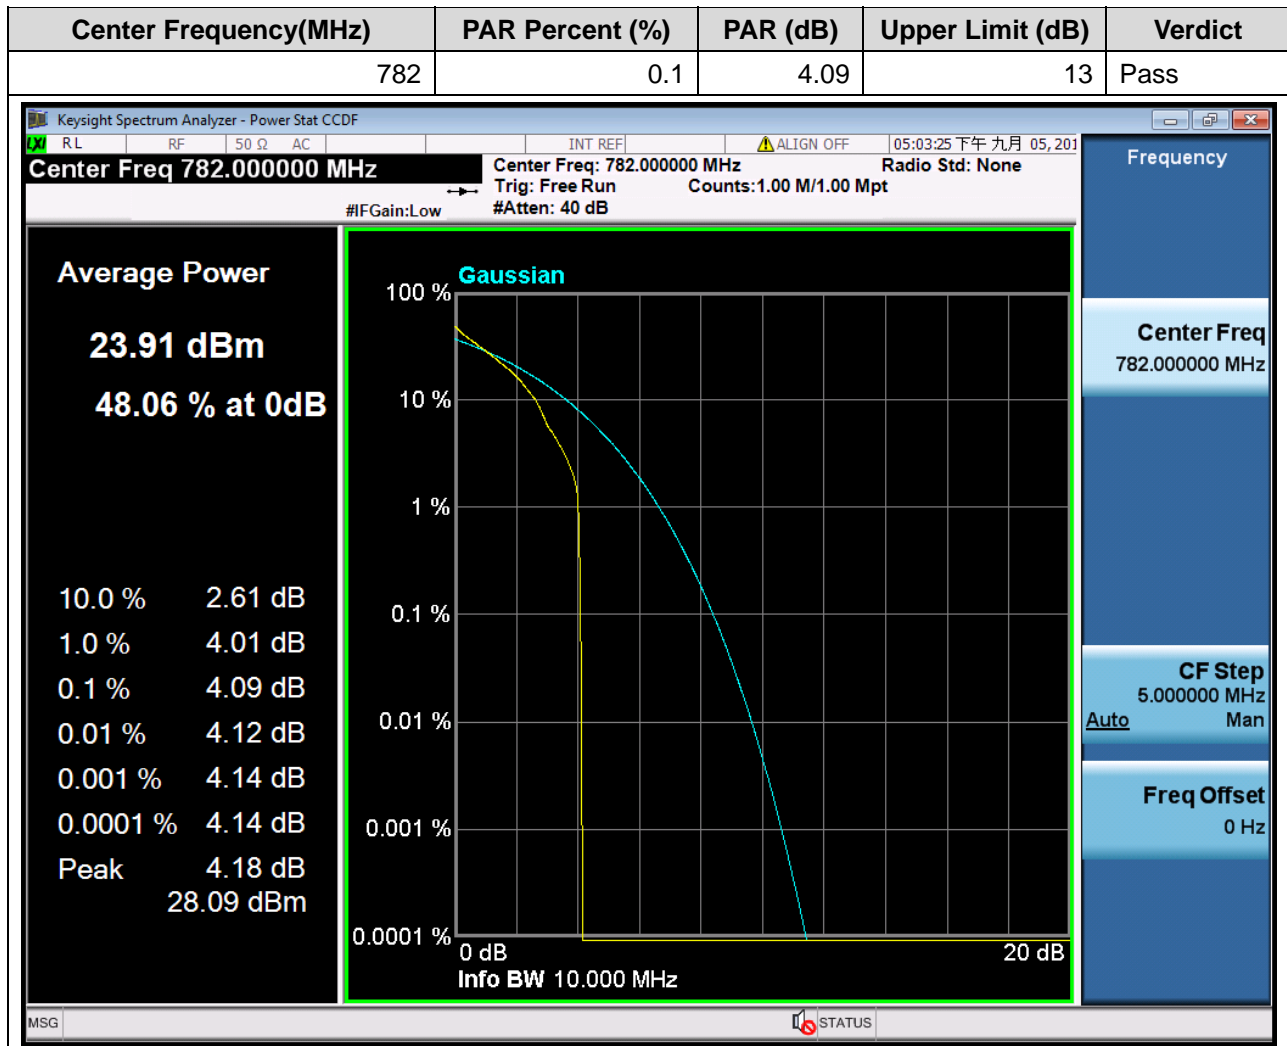 Center Frequency(MHz) PAR Percent (%) PAR (dB) Upper Limit (dB) Verdict
782 0.1 4.09 13 Pass
Keysight Spectrum Analyzer - Power Stat CCDF
LXI RL RF 50 Ω AC INT REF ALIGN OFF 05:03:25 下午 九月 05, 201
Center Freq 782.000000 MHz
Center Freq: 782.000000 MHz Radio Std: None
Trig: Free Run Counts:1.00 M/1.00 Mpt
#IFGain:Low #Atten: 40 dB
Average Power
23.91 dBm
48.06 % at 0dB
10.0 % 2.61 dB
1.0 % 4.01 dB
0.1 % 4.09 dB
0.01 % 4.12 dB
0.001 % 4.14 dB
0.0001 % 4.14 dB
Peak 4.18 dB
28.09 dBm
Gaussian
100 %
10 %
1 %
0.1 %
0.01 %
0.001 %
0.0001 %
0 dB 20 dB
Info BW 10.000 MHz
Frequency
Center Freq
782.000000 MHz
CF Step
5.000000 MHz
Auto Man
Freq Offset
0 Hz
MSG STATUS